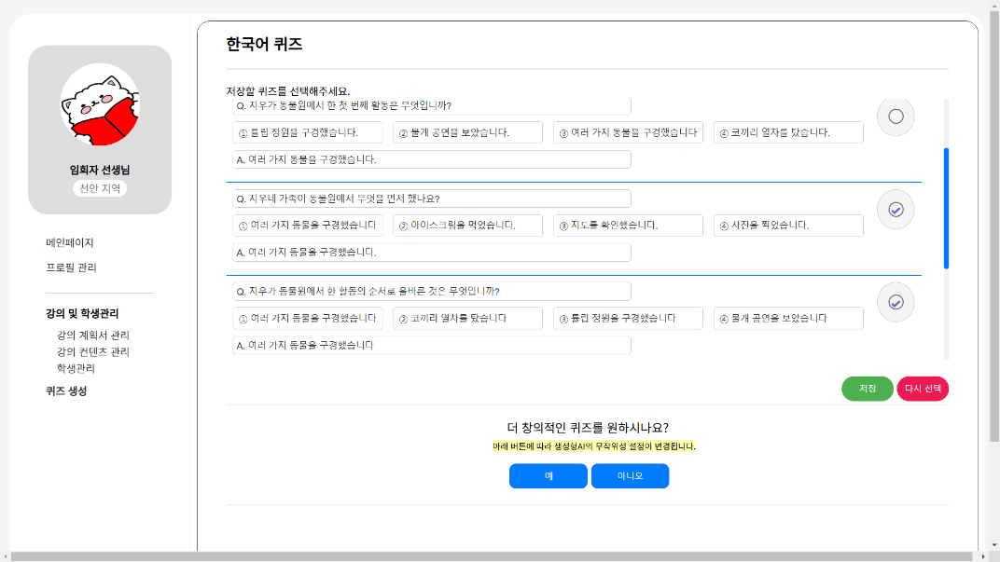 임희자 선생님
천안 지역
메인페이지
프로필 관리
강의 및 학생관리
강의 계획서 관리
강의 컨텐츠 관리
학생관리
퀴즈 생성
한국어 퀴즈
저장할 퀴즈를 선택해주세요.
Q. 지우가 동물원에서 한 첫 번째 활동은 무엇입니까?
① 튤립 정원을 구경했습니다. ② 물개 공연을 보았습니다. ③ 여러 가지 동물을 구경했습니다 ④ 코끼리 열차를 탔습니다.
A. 여러 가지 동물을 구경했습니다.
Q. 지우네 가족이 동물원에서 무엇을 먼저 했나요?
① 여러 가지 동물을 구경했습니다 ② 아이스크림을 먹었습니다. ③ 지도를 확인했습니다. ④ 사진을 찍었습니다.
A. 여러 가지 동물을 구경했습니다.
Q. 지우가 동물원에서 한 활동의 순서로 올바른 것은 무엇입니까?
① 여러 가지 동물을 구경했습니다 ② 코끼리 열차를 탔습니다 ③ 튤립 정원을 구경했습니다 ④ 물개 공연을 보았습니다
A. 여러 가지 동물을 구경했습니다
저장 다시 선택
더 창의적인 퀴즈를 원하시나요?
아래 버튼에 따라 생성형AI의 무작위성 설정이 변경됩니다.
예 아니오